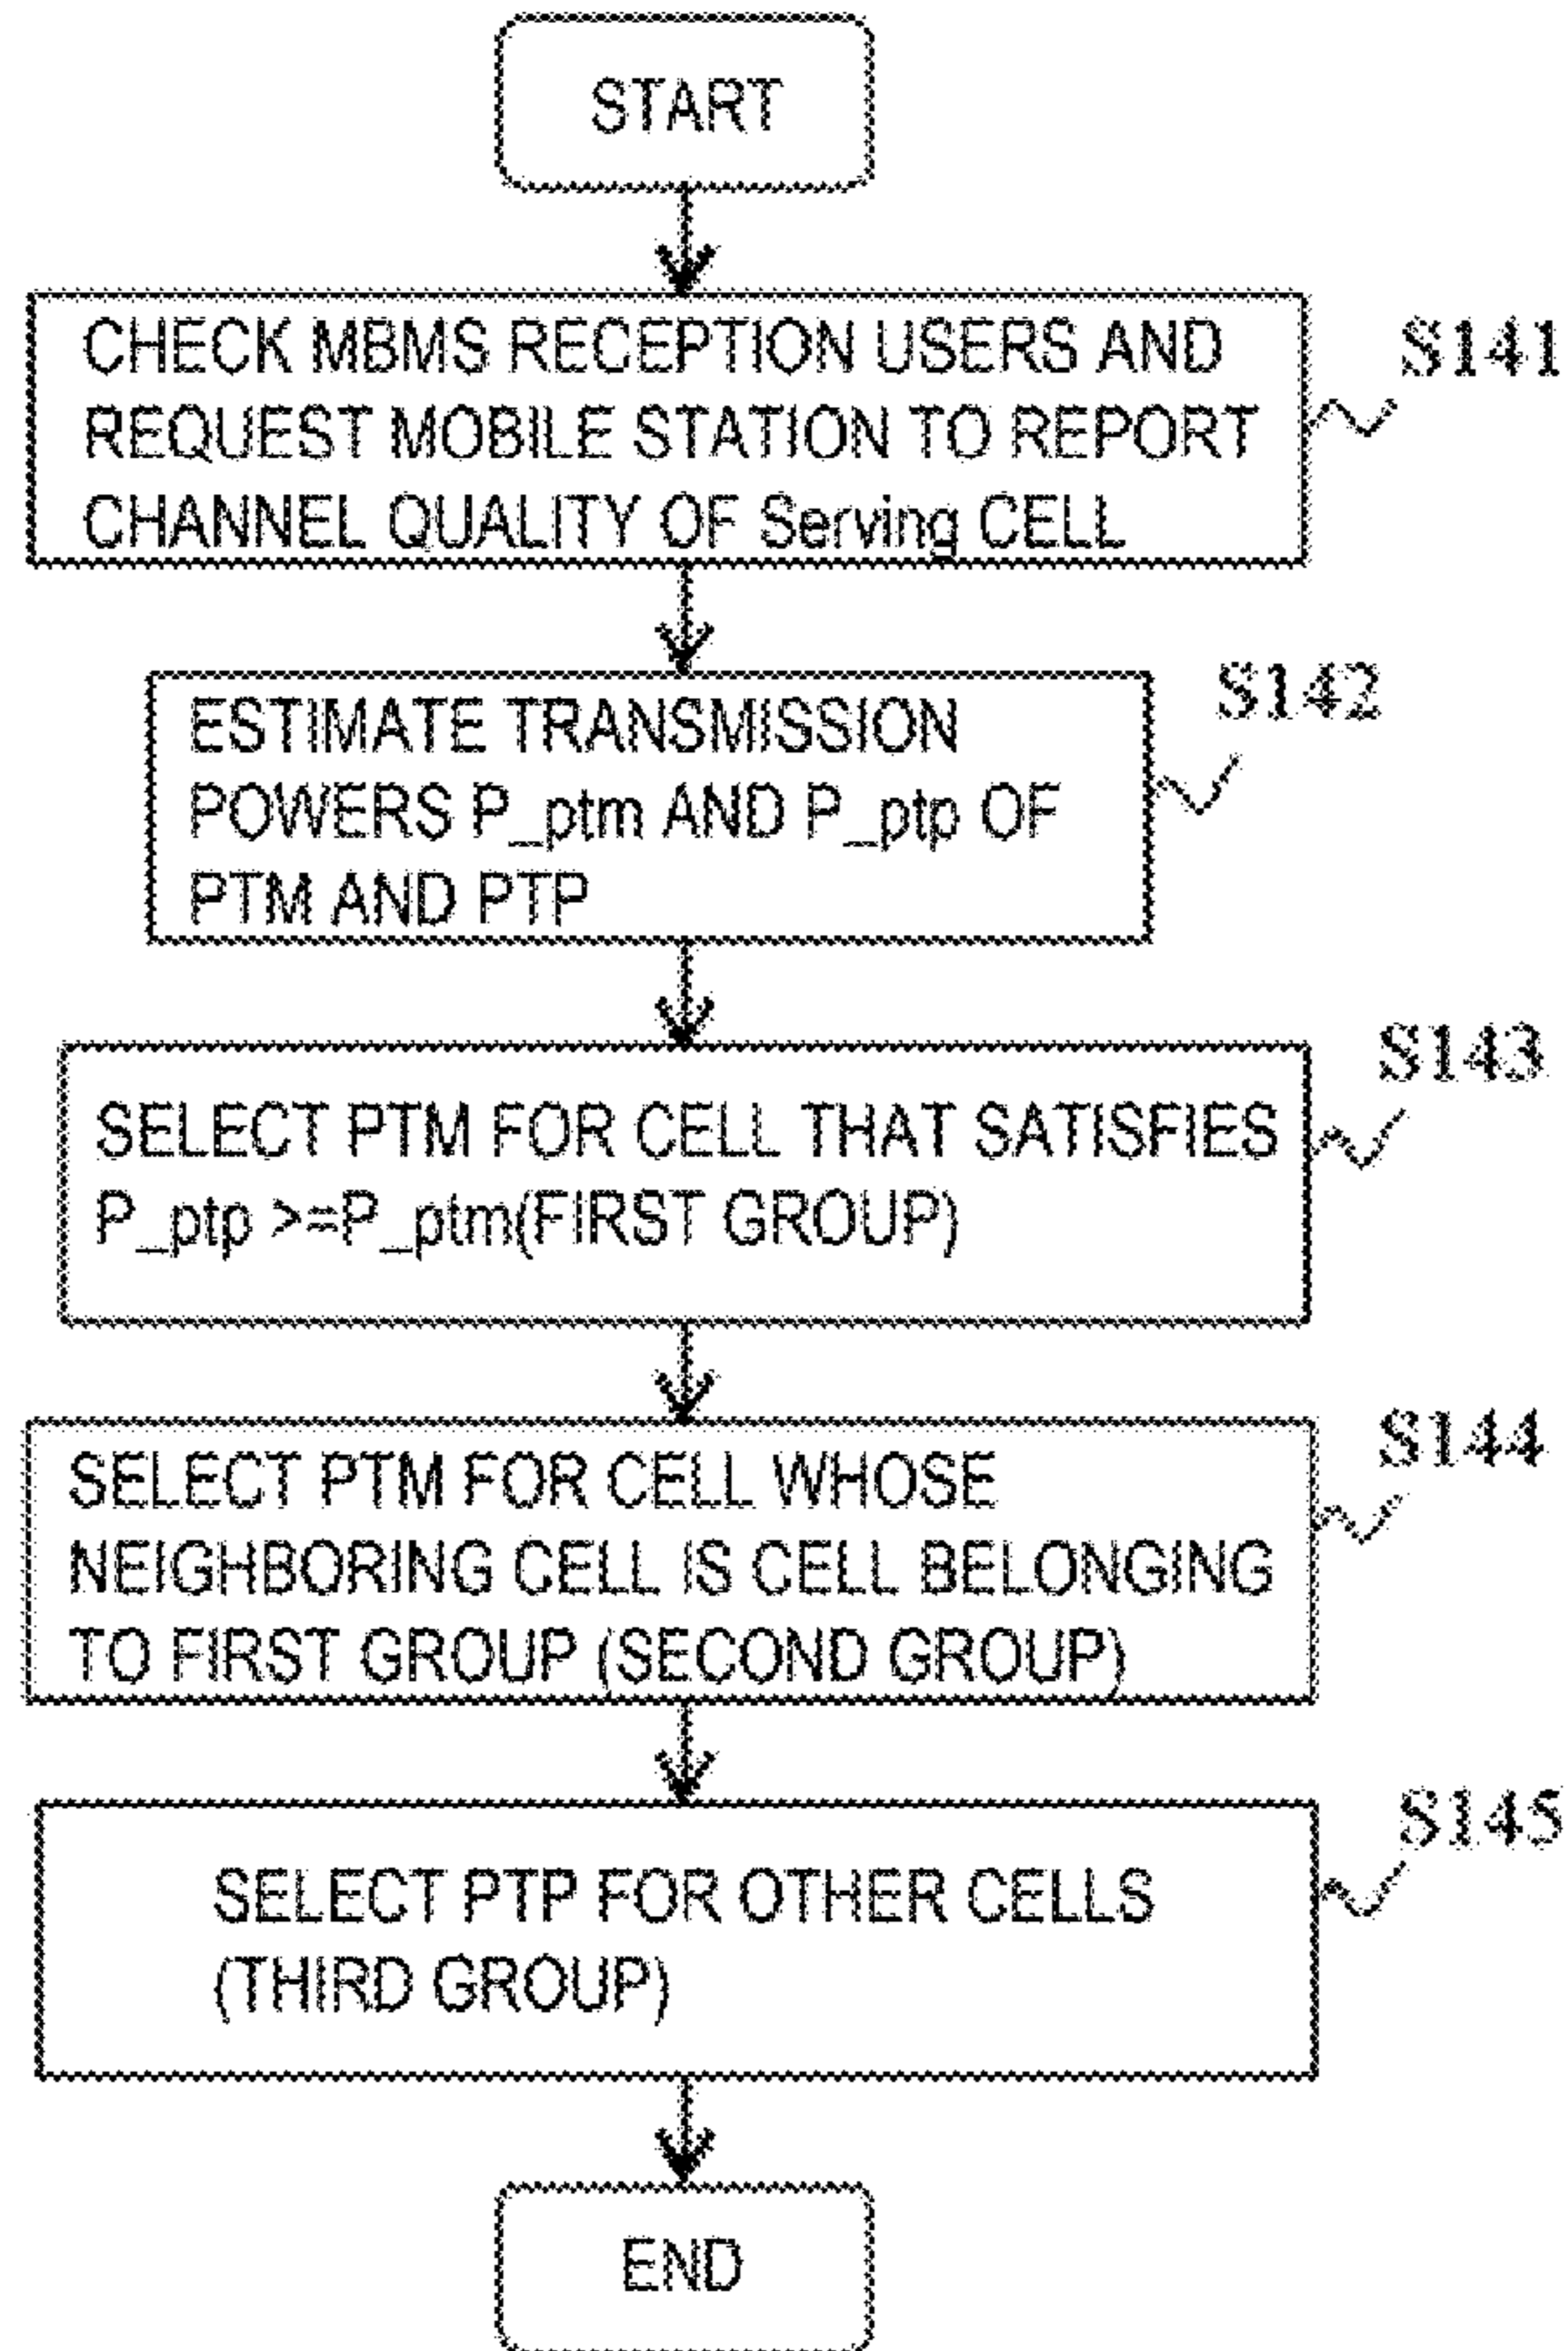 START
CHECK MBMS RECEPTION USERS AND
REQUEST MOBILE STATION TO REPORT
CHANNEL QUALITY OF Serving CELL
S141
ESTIMATE TRANSMISSION
POWERS P_ptm AND P_ptp OF
PTM AND PTP
S142
SELECT PTM FOR CELL THAT SATISFIES
P_ptp >=P_ptm(FIRST GROUP)
S143
SELECT PTM FOR CELL WHOSE
NEIGHBORING CELL IS CELL BELONGING
TO FIRST GROUP (SECOND GROUP)
S144
SELECT PTP FOR OTHER CELLS
(THIRD GROUP)
S145
END